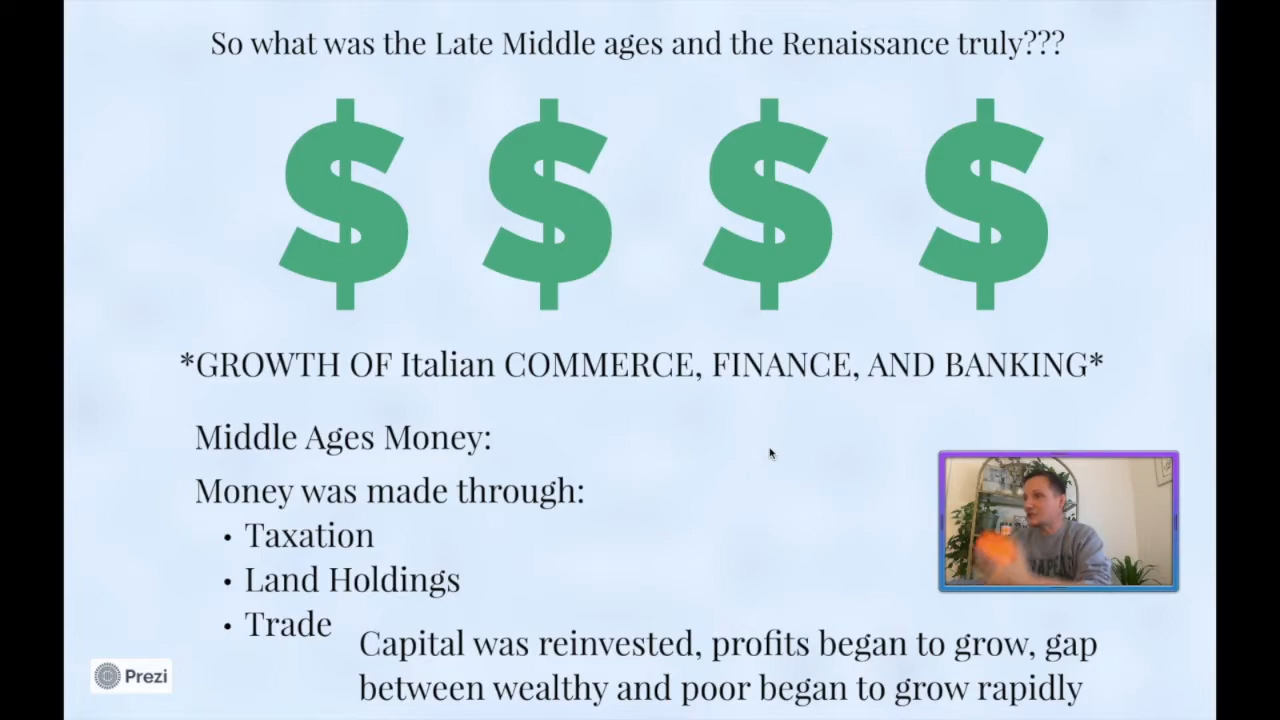 So what was the Late Middle ages and the Renaissance truly???
$ $ $ $
*GROWTH OF Italian COMMERCE, FINANCE, AND BANKING*
Middle Ages Money:
Money was made through:
• Taxation
• Land Holdings
• Trade
Capital was reinvested, profits began to grow, gap
between wealthy and poor began to grow rapidly
Prezi